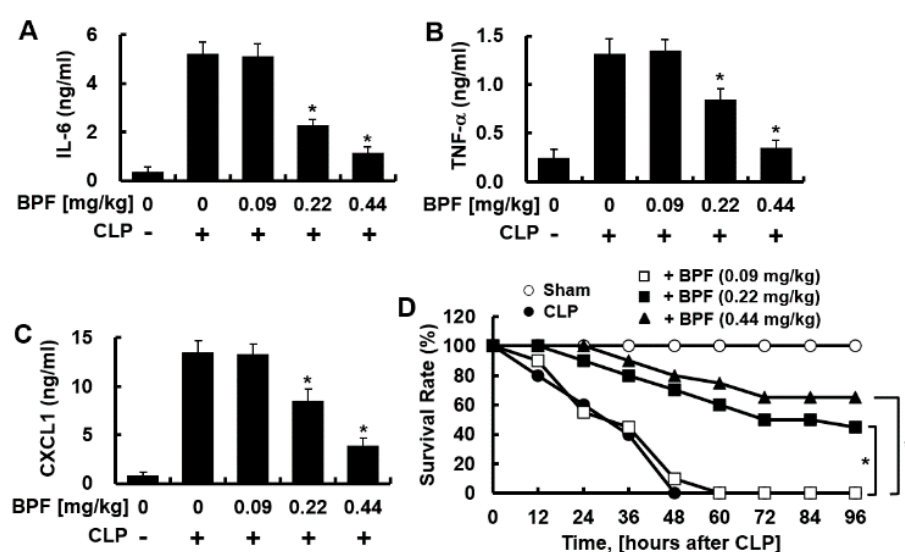 A
IL-6 (ng/ml)
6
4
2
0
* *
BPF [mg/kg] 0 0 0.09 0.22 0.44
CLP - + + + +
B
TNF-α (ng/ml)
1.5
1.0
0.5
0.0
* *
BPF [mg/kg] 0 0 0.09 0.22 0.44
CLP - + + + +
C
CXCL1 (ng/ml)
15
10
5
0
* *
BPF [mg/kg] 0 0 0.09 0.22 0.44
CLP - + + + +
D
Sham
CLP
+ BPF (0.09 mg/kg)
+ BPF (0.22 mg/kg)
+ BPF (0.44 mg/kg)
Survival Rate (%)
120
100
80
60
40
20
0
*
0 12 24 36 48 60 72 84 96
Time, [hours after CLP]